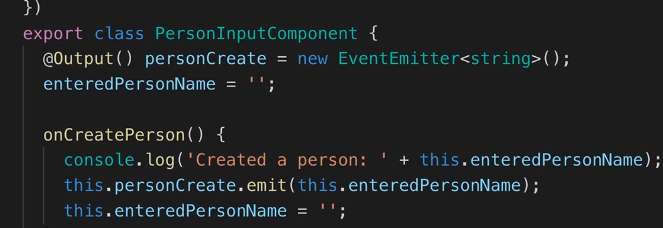 })
export class PersonInputComponent {
@Output() personCreate = new EventEmitter<string>();
enteredPersonName = '';
onCreatePerson() {
console.log('Created a person: ' + this.enteredPersonName);
this.personCreate.emit(this.enteredPersonName);
this.enteredPersonName = '';